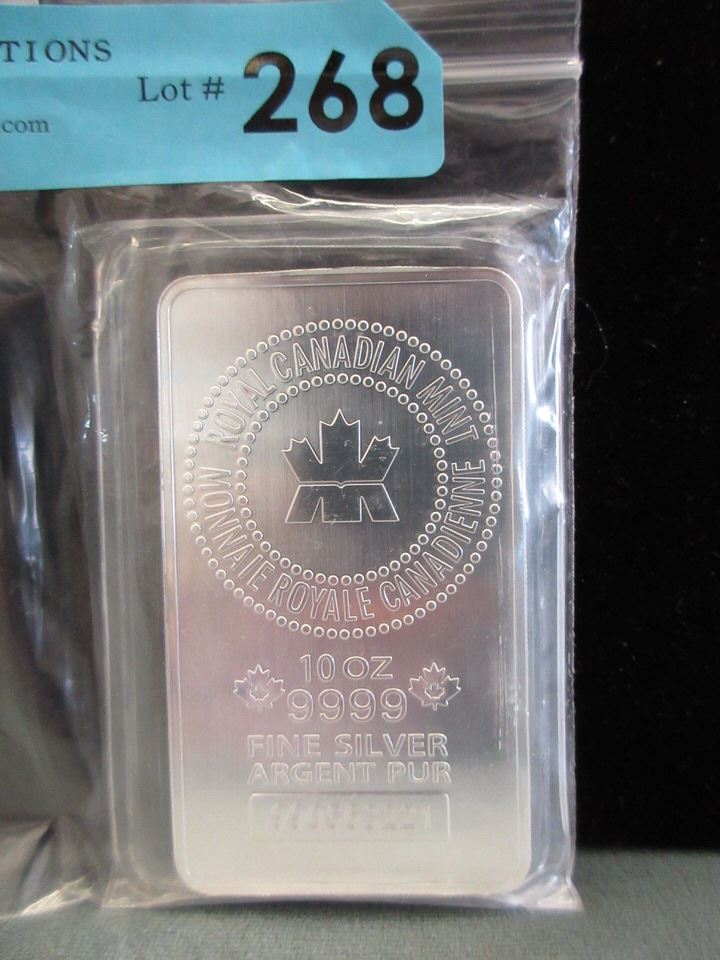 TIONS
Lot # 268
.com
ROYAL CANADIAN MINT
MONNAIE ROYALE CANADIENNE
10 OZ
9999
FINE SILVER
ARGENT PUR